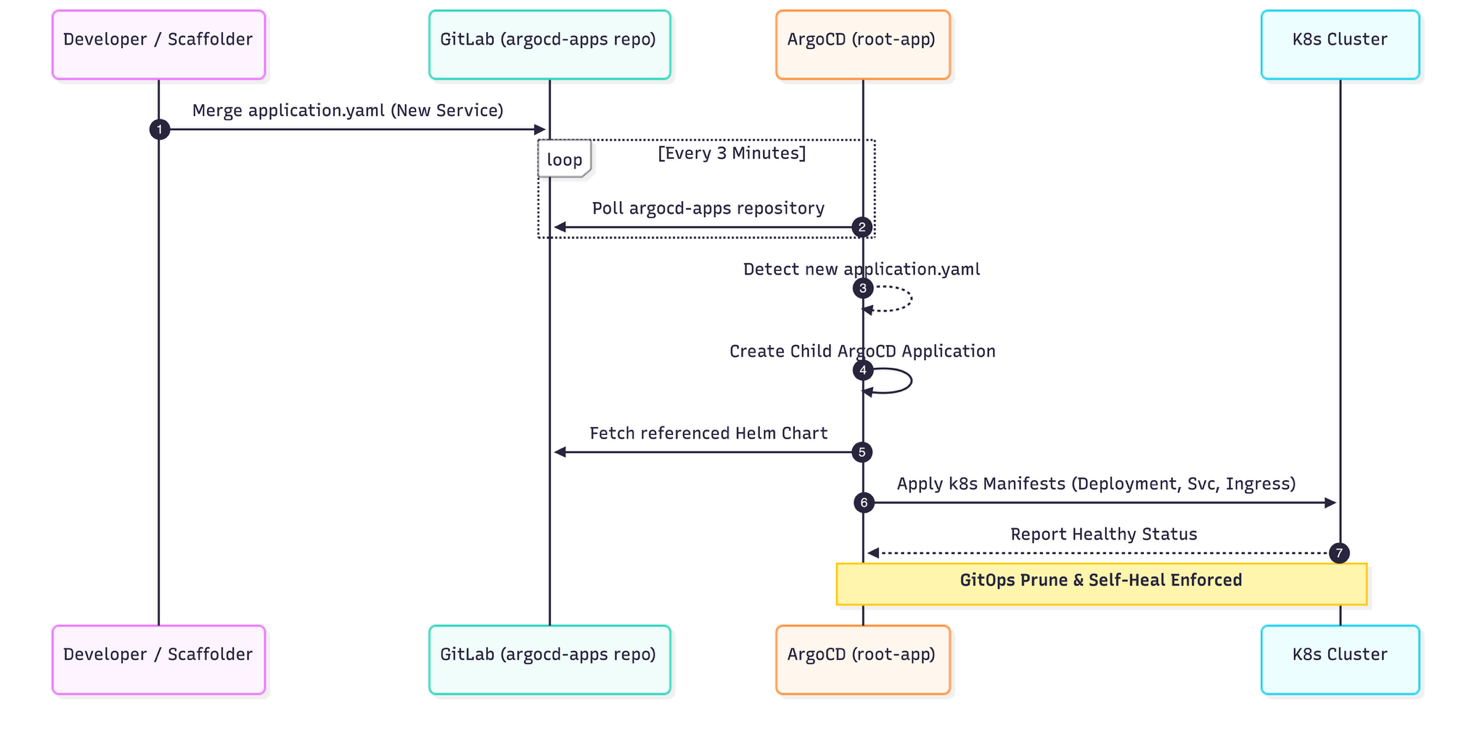 Developer / Scaffolder
GitLab (argocd-apps repo)
ArgoCD (root-app)
K8s Cluster
Merge application.yaml (New Service)
1
loop
[Every 3 Minutes]
Poll argocd-apps repository
2
Detect new application.yaml
3
Create Child ArgoCD Application
4
Fetch referenced Helm Chart
5
Apply k8s Manifests (Deployment, Svc, Ingress)
6
Report Healthy Status
7
GitOps Prune & Self-Heal Enforced
Developer / Scaffolder
GitLab (argocd-apps repo)
ArgoCD (root-app)
K8s Cluster